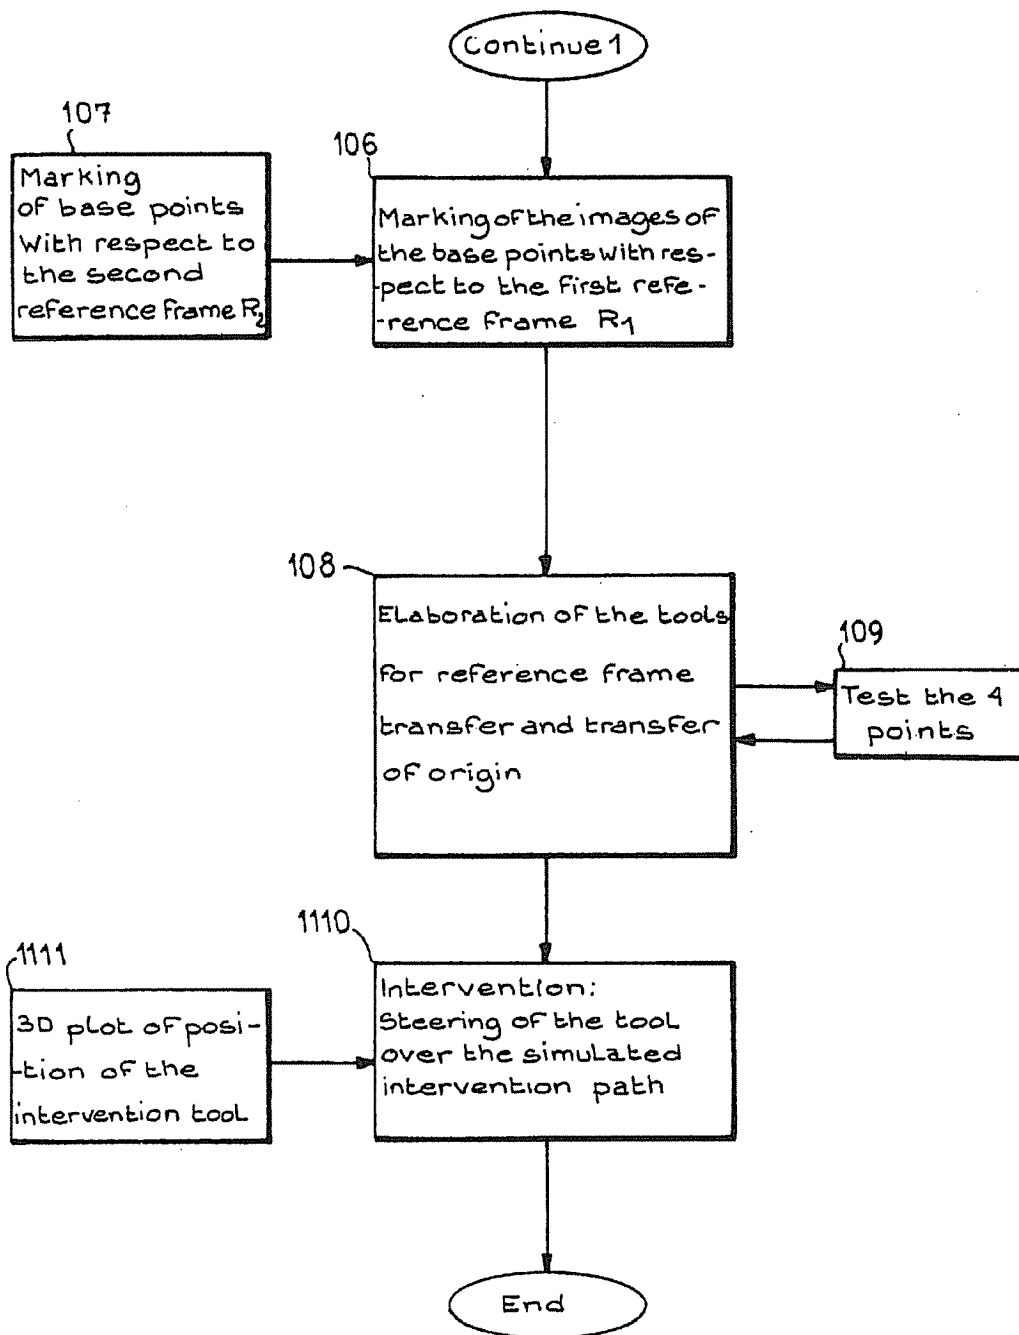 Continue 1
107
Marking
of base points
With respect to
the second
reference frame R2
106
Marking of the images of
the base points with res-
-pect to the first refe-
-rence frame R1
108
Elaboration of the tools
for reference frame
transfer and transfer
of origin
109
Test the 4
points
1111
3D plot of posi-
-tion of the
intervention tool
1110
Intervention:
Steering of the tool
over the simulated
intervention path
End